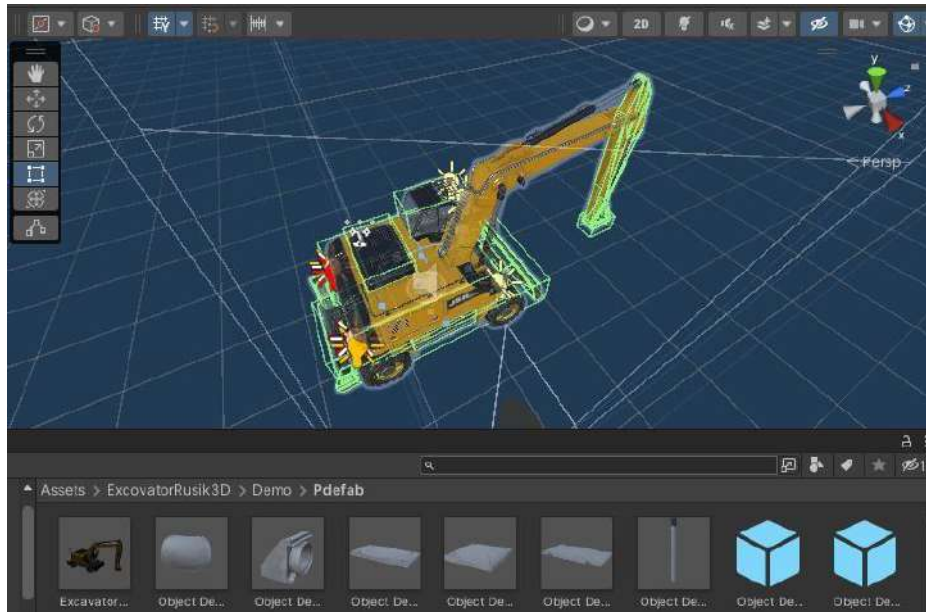 2D
y
z
x
Persp
1
Assets > ExcovatorRusik3D > Demo > Pdefab
Excavator... Object De... Object De... Object De... Object De... Object De... Object De... Object De... Object De...